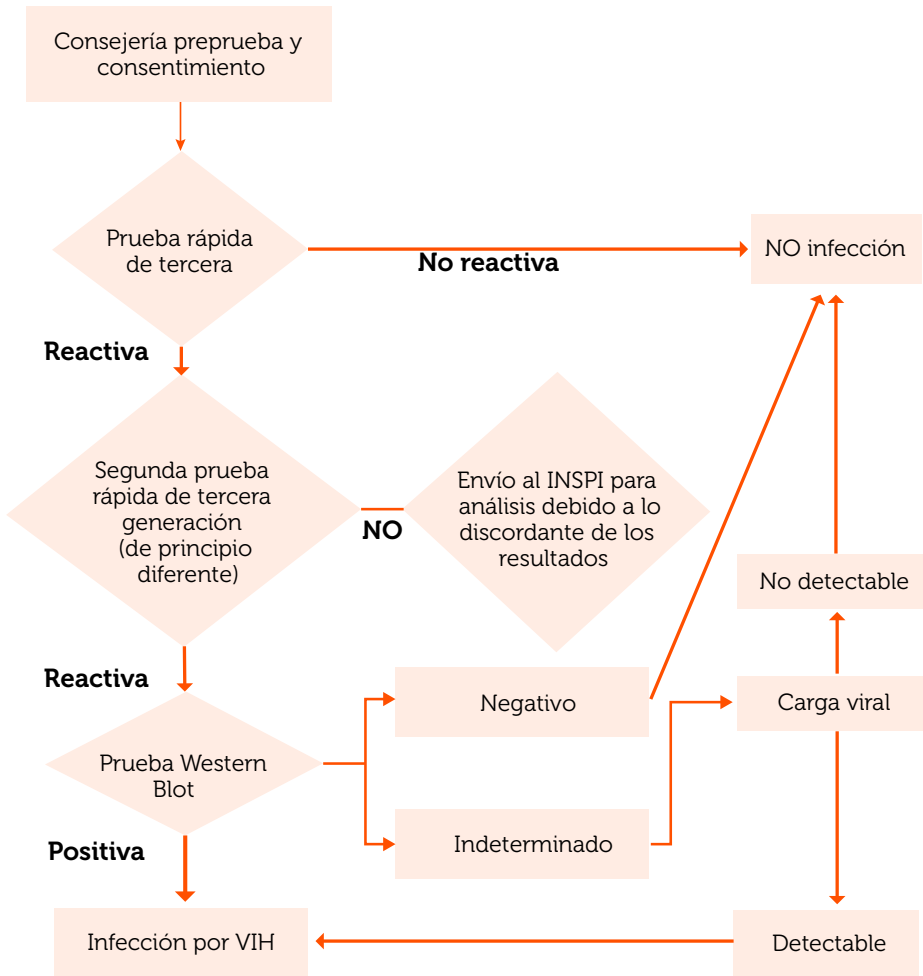 Consejería preprueba y
consentimiento
Prueba rápida
de tercera
No reactiva
NO infección
Reactiva
Segunda prueba
rápida de tercera
generación
(de principio
diferente)
NO
Envío al INSPI para
análisis debido a lo
discordante de los
resultados
No detectable
Reactiva
Negativo
Carga viral
Prueba Western
Blot
Indeterminado
Positiva
Infección por VIH
Detectable